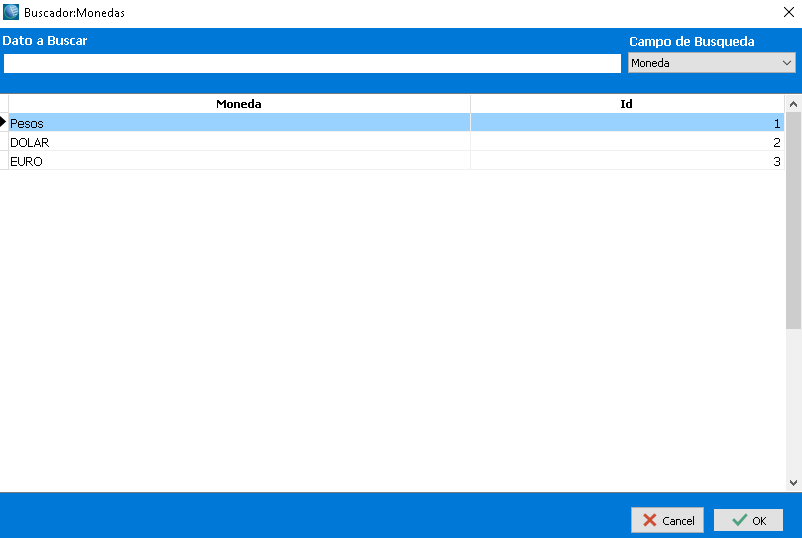 Buscador:Monedas
Dato a Buscar
Campo de Busqueda
Moneda
Moneda Id
Pesos 1
DOLAR 2
EURO 3
Cancel OK